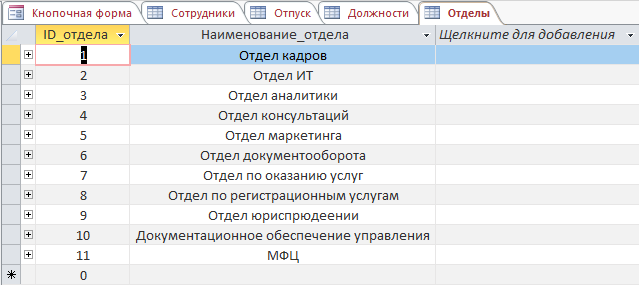 Кнопочная форма Сотрудники Отпуск Должности Отделы
ID_отдела Наименование_отдела Щелкните для добавления
1 Отдел кадров
2 Отдел ИТ
3 Отдел аналитики
4 Отдел консультаций
5 Отдел маркетинга
6 Отдел документооборота
7 Отдел по оказанию услуг
8 Отдел по регистрационным услугам
9 Отдел юриспрюдеении
10 Документационное обеспечение управления
11 МФЦ
0